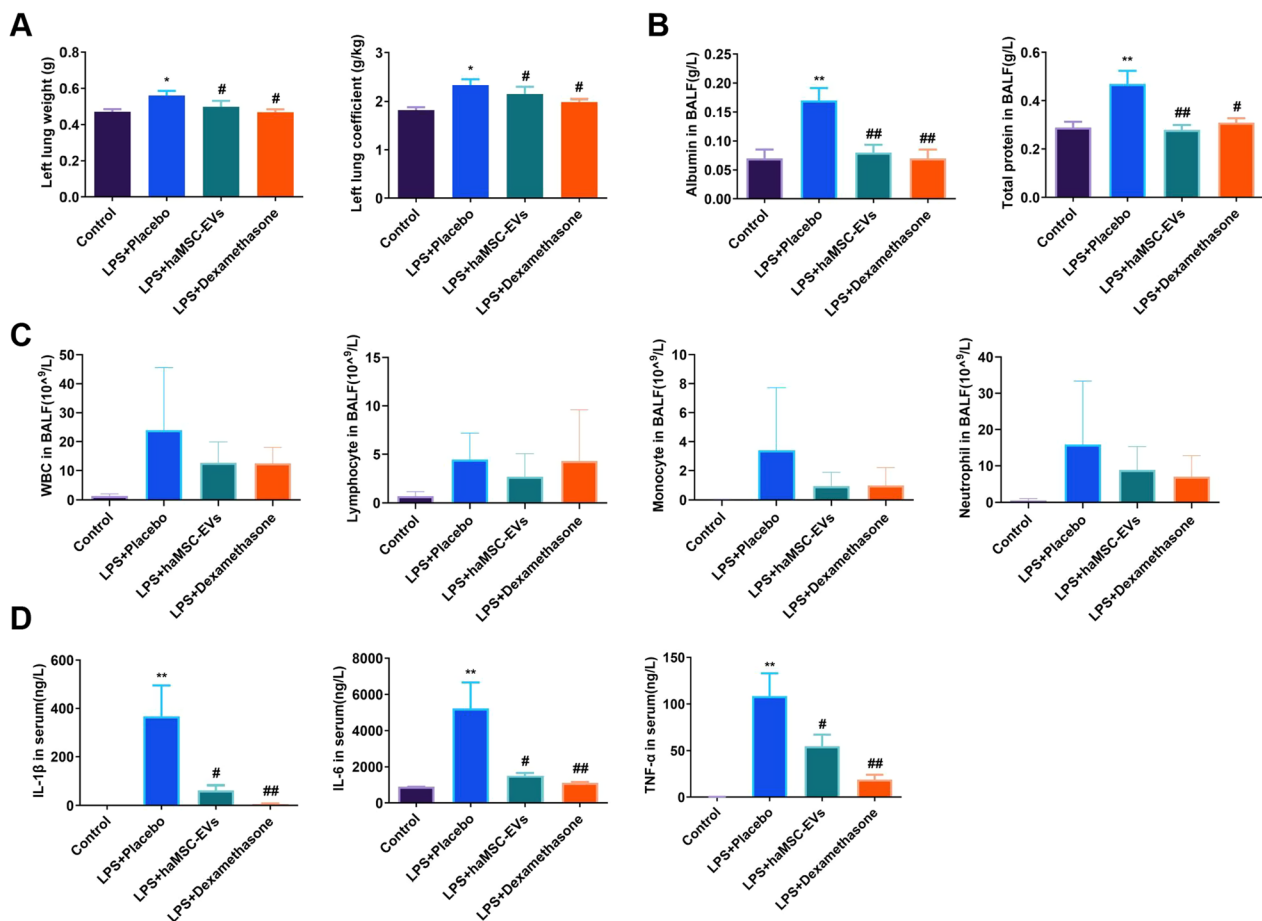 A
Left lung weight (g)
0.8
0.6
0.4
0.2
0.0
*
#
#
Control
LPS+Placebo
LPS+haMSC-EVs
LPS+Dexamethasone
Left lung coefficient (g/kg)
3
2
1
0
*
#
#
Control
LPS+Placebo
LPS+haMSC-EVs
LPS+Dexamethasone
B
Albumin in BALF(g/L)
0.25
0.20
0.15
0.10
0.05
0.00
**
##
##
Control
LPS+Placebo
LPS+haMSC-EVs
LPS+Dexamethasone
Total protein in BALF(g/L)
0.6
0.4
0.2
0.0
**
##
#
Control
LPS+Placebo
LPS+haMSC-EVs
LPS+Dexamethasone
C
WBC in BALF(10^9/L)
50
40
30
20
10
0
Control
LPS+Placebo
LPS+haMSC-EVs
LPS+Dexamethasone
Lymphocyte in BALF(10^9/L)
15
10
5
0
Control
LPS+Placebo
LPS+haMSC-EVs
LPS+Dexamethasone
Monocyte in BALF(10^9/L)
10
8
6
4
2
0
Control
LPS+Placebo
LPS+haMSC-EVs
LPS+Dexamethasone
Neutrophil in BALF(10^9/L)
40
30
20
10
0
Control
LPS+Placebo
LPS+haMSC-EVs
LPS+Dexamethasone
D
IL-1β in serum(ng/L)
600
400
200
0
**
#
##
Control
LPS+Placebo
LPS+haMSC-EVs
LPS+Dexamethasone
IL-6 in serum(ng/L)
8000
6000
4000
2000
0
**
#
##
Control
LPS+Placebo
LPS+haMSC-EVs
LPS+Dexamethasone
TNF-α in serum(ng/L)
150
100
50
0
**
#
##
Control
LPS+Placebo
LPS+haMSC-EVs
LPS+Dexamethasone